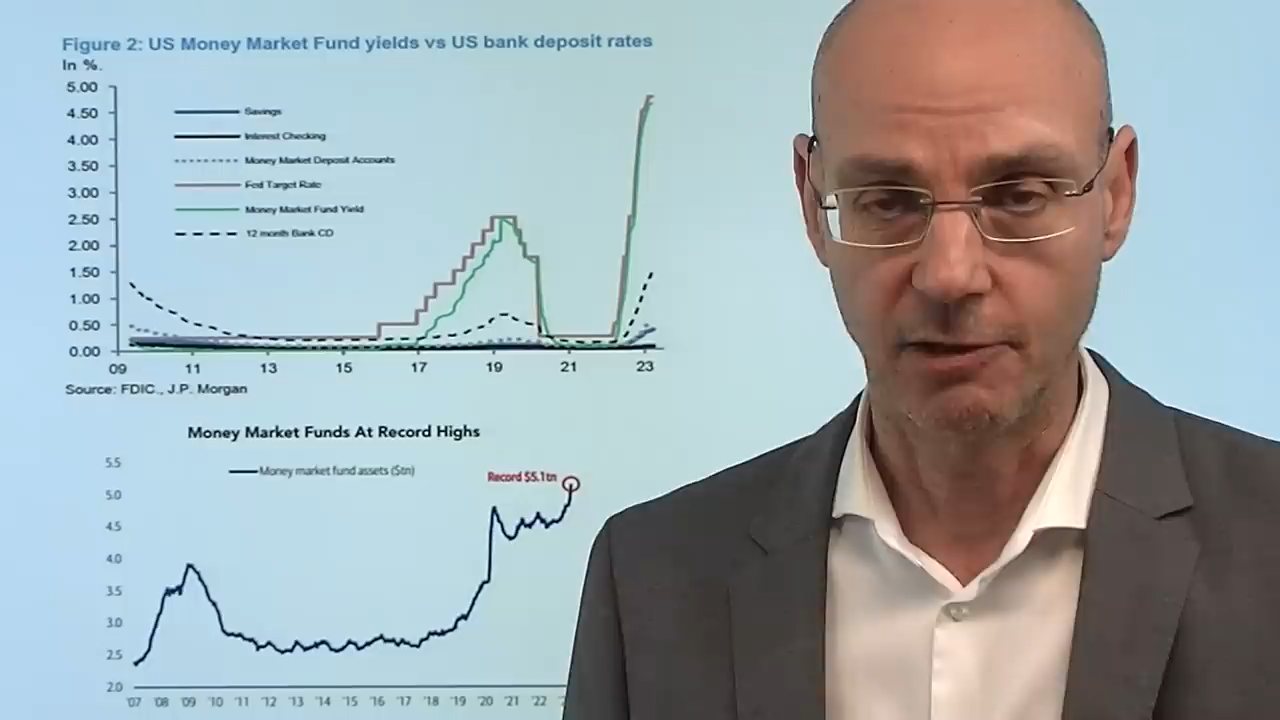 Figure 2: US Money Market Fund yields vs US bank deposit rates
In %.
5.00
4.50
4.00
3.50
3.00
2.50
2.00
1.50
1.00
0.50
0.00
Savings
Interest Checking
Money Market Deposit Accounts
Fed Target Rate
Money Market Fund Yield
12 month Bank CD
09 11 13 15 17 19 21 23
Source: FDIC., J.P. Morgan
Money Market Funds At Record Highs
5.5
5.0
4.5
4.0
3.5
3.0
2.5
2.0
Money market fund assets ($tn)
Record $5.1tn
'07 '08 '09 '10 '11 '12 '13 '14 '15 '16 '17 '18 '19 '20 '21 '22